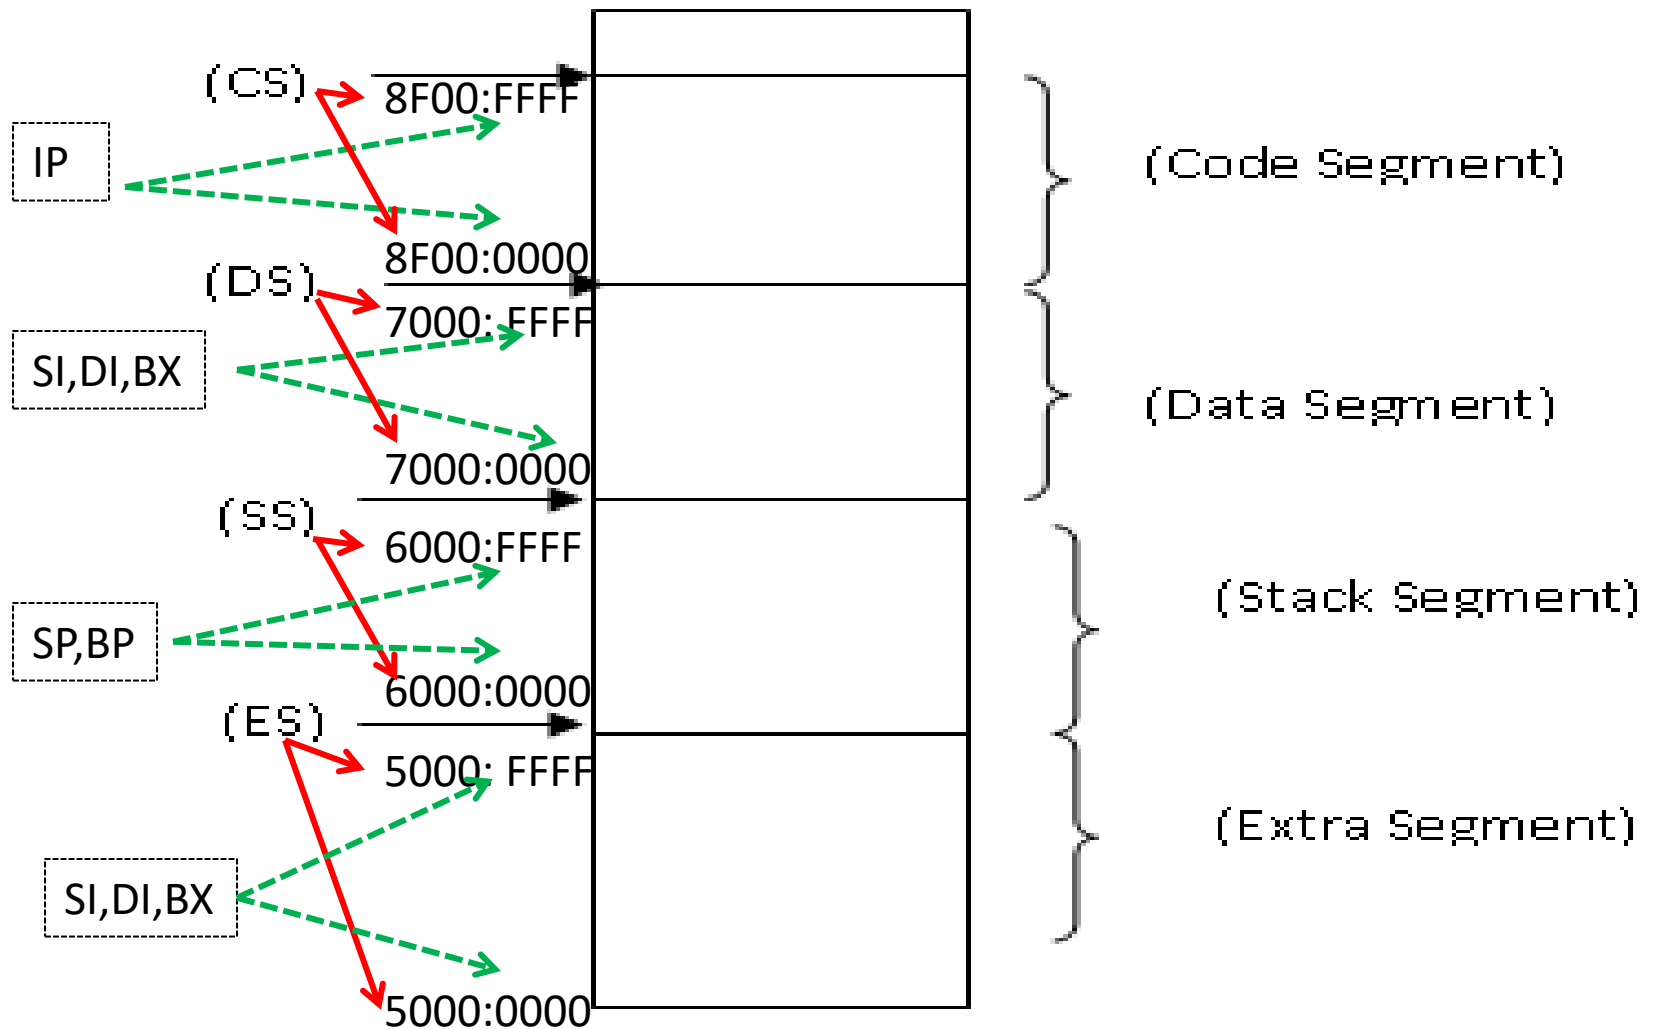 (CS)
8F00:FFFF
IP
(Code Segment)
8F00:0000
(DS)
7000: FFFF
SI,DI,BX
(Data Segment)
7000:0000
(SS)
6000:FFFF
(Stack Segment)
SP,BP
6000:0000
(ES)
5000: FFFF
(Extra Segment)
SI,DI,BX
5000:0000